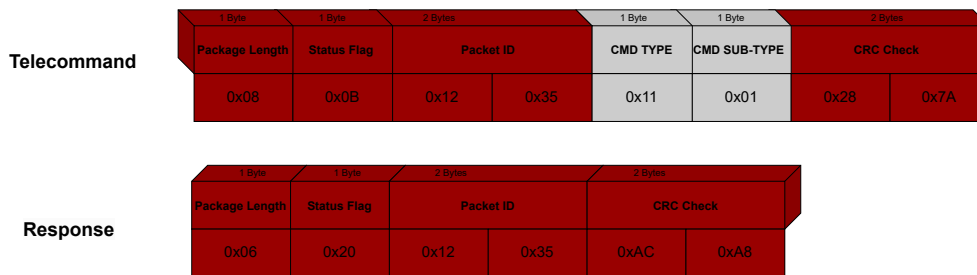 1 Byte 1 Byte 2 Bytes 1 Byte 1 Byte 2 Bytes
Telecommand
Package Length Status Flag Packet ID CMD TYPE CMD SUB-TYPE CRC Check
0x08 0x0B 0x12 0x35 0x11 0x01 0x28 0x7A
1 Byte 1 Byte 2 Bytes 2 Bytes
Response
Package Length Status Flag Packet ID CRC Check
0x06 0x20 0x12 0x35 0xAC 0xA8